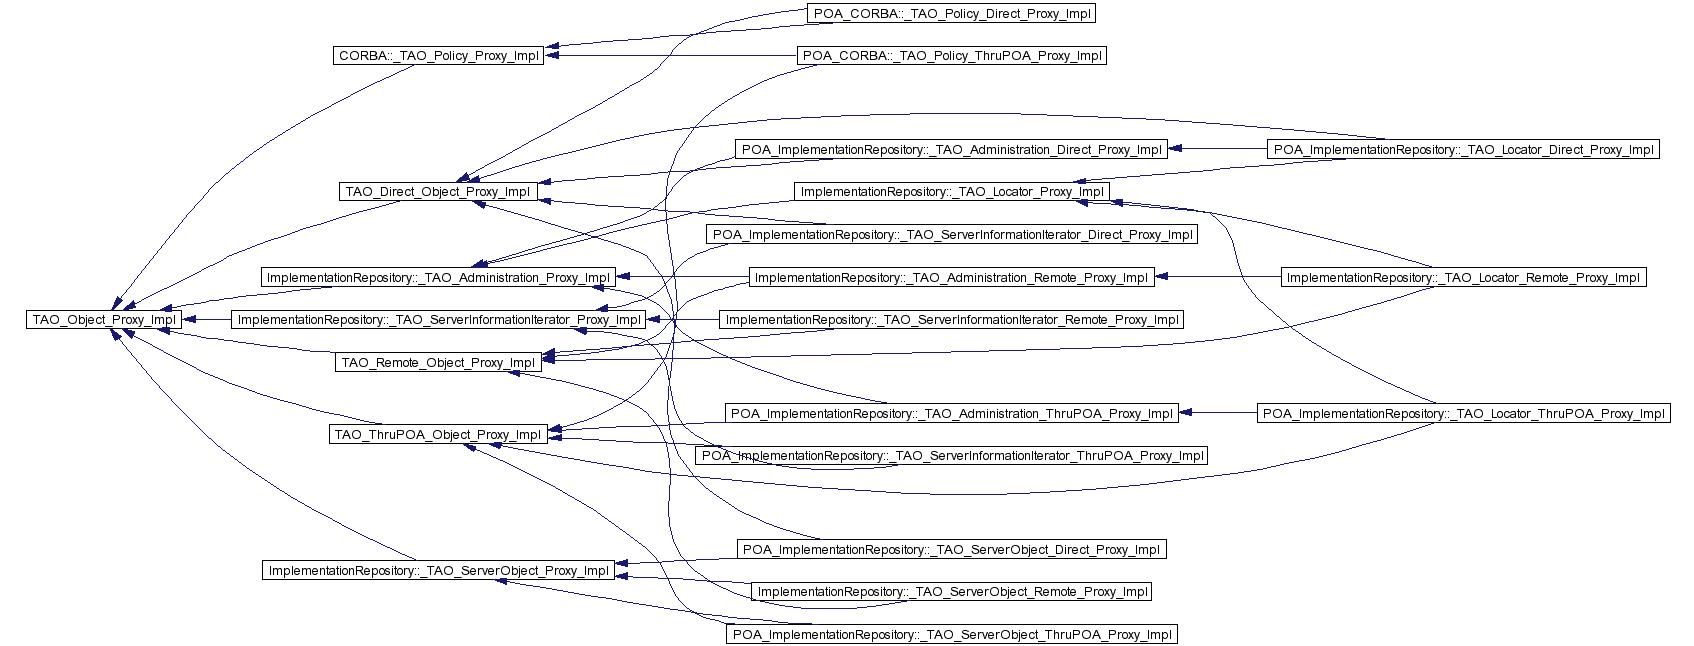 POA_CORBA::_TAO_Policy_Direct_Proxy_Impl
CORBA::_TAO_Policy_Proxy_Impl
POA_CORBA::_TAO_Policy_ThruPOA_Proxy_Impl
POA_ImplementationRepository::_TAO_Administration_Direct_Proxy_Impl
POA_ImplementationRepository::_TAO_Locator_Direct_Proxy_Impl
TAO_Direct_Object_Proxy_Impl
ImplementationRepository::_TAO_Locator_Proxy_Impl
POA_ImplementationRepository::_TAO_ServerInformationIterator_Direct_Proxy_Impl
ImplementationRepository::_TAO_Administration_Proxy_Impl
ImplementationRepository::_TAO_Administration_Remote_Proxy_Impl
ImplementationRepository::_TAO_Locator_Remote_Proxy_Impl
TAO_Object_Proxy_Impl
ImplementationRepository::_TAO_ServerInformationIterator_Proxy_Impl
ImplementationRepository::_TAO_ServerInformationIterator_Remote_Proxy_Impl
TAO_Remote_Object_Proxy_Impl
POA_ImplementationRepository::_TAO_Administration_ThruPOA_Proxy_Impl
POA_ImplementationRepository::_TAO_Locator_ThruPOA_Proxy_Impl
TAO_ThruPOA_Object_Proxy_Impl
POA_ImplementationRepository::_TAO_ServerInformationIterator_ThruPOA_Proxy_Impl
POA_ImplementationRepository::_TAO_ServerObject_Direct_Proxy_Impl
ImplementationRepository::_TAO_ServerObject_Proxy_Impl
ImplementationRepository::_TAO_ServerObject_Remote_Proxy_Impl
POA_ImplementationRepository::_TAO_ServerObject_ThruPOA_Proxy_Impl